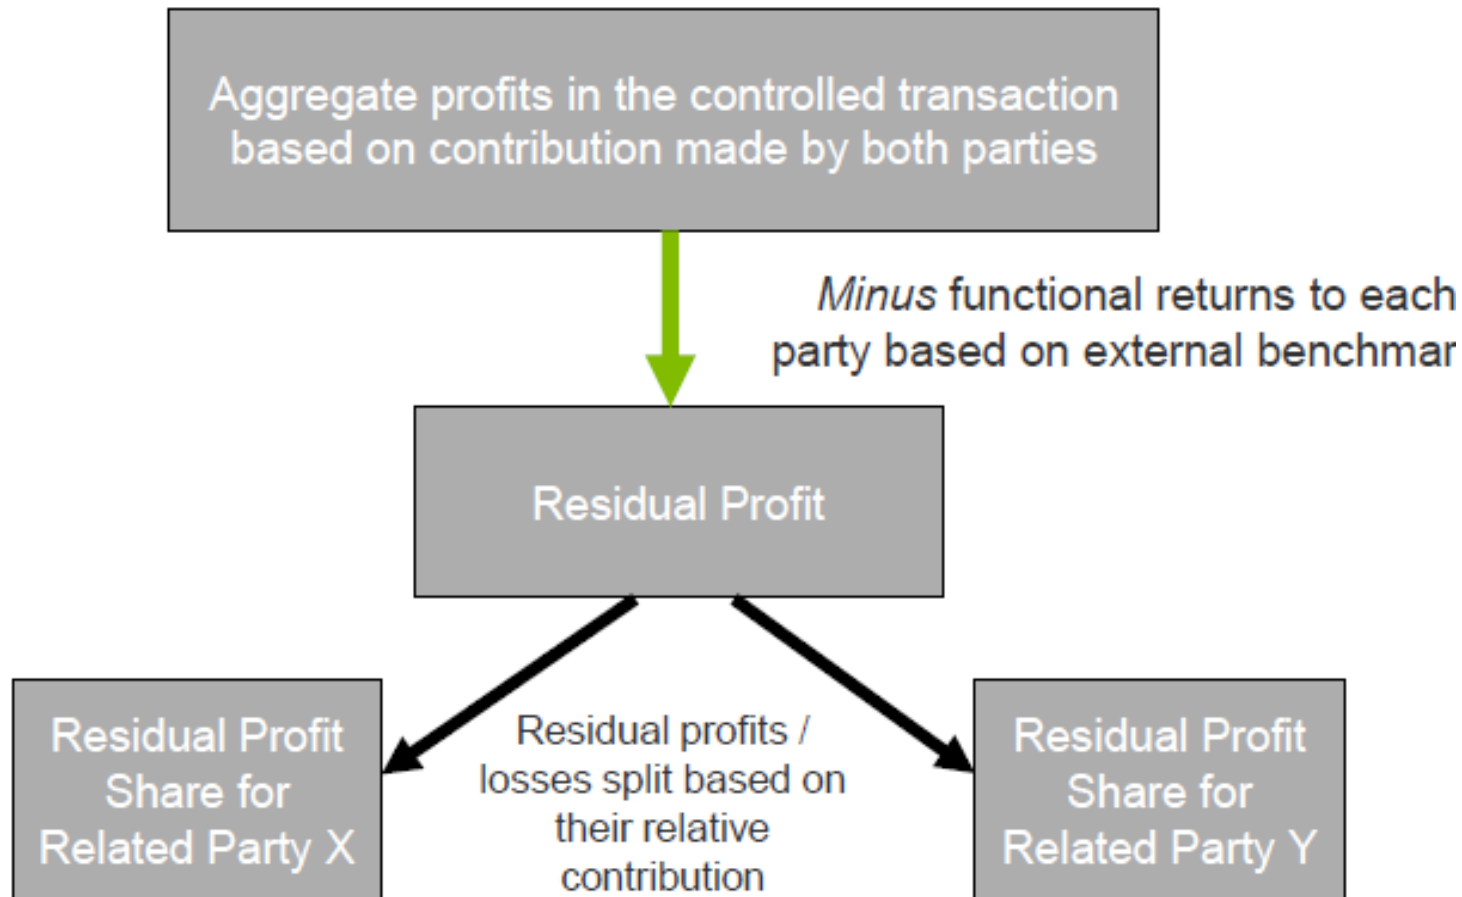 Aggregate profits in the controlled transaction
based on contribution made by both parties
Minus functional returns to each
party based on external benchmar
Residual Profit
Residual Profit
Share for
Related Party X
Residual profits /
losses split based on
their relative
contribution
Residual Profit
Share for
Related Party Y